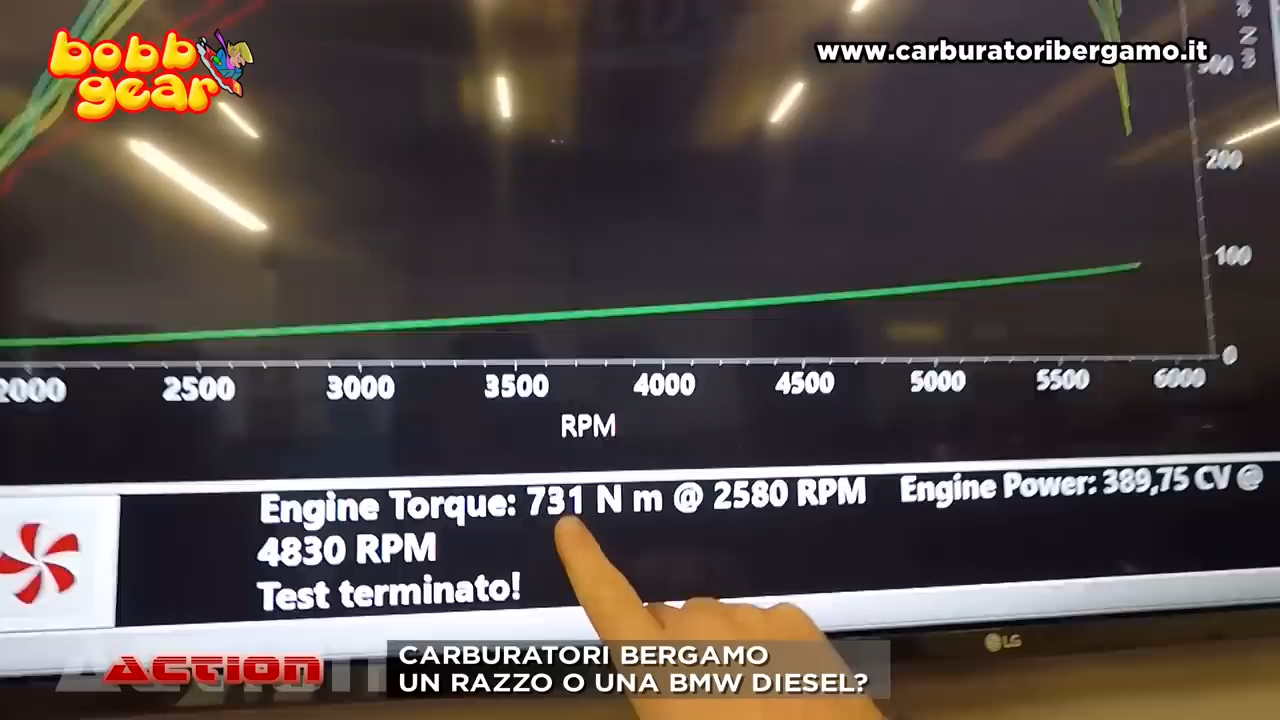 bobb
gear
www.carburatoribergamo.it
200
100
0
2000 2500 3000 3500 4000 4500 5000 5500 6000
RPM
Engine Torque: 731 N m @ 2580 RPM Engine Power: 389,75 CV @
4830 RPM
Test terminato!
LG
ACTION
CARBURATORI BERGAMO
UN RAZZO O UNA BMW DIESEL?